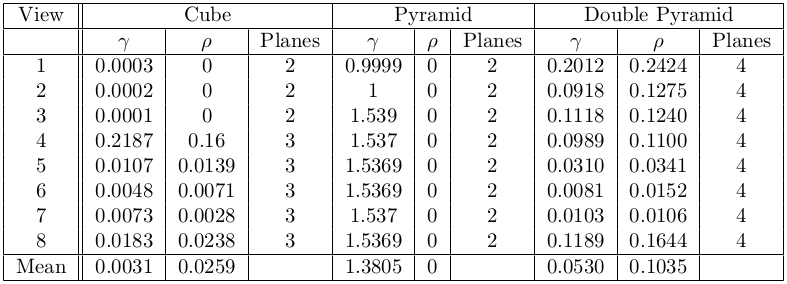 View Cube Pyramid Double Pyramid
γ ρ Planes γ ρ Planes γ ρ Planes
1 0.0003 0 2 0.9999 0 2 0.2012 0.2424 4
2 0.0002 0 2 1 0 2 0.0918 0.1275 4
3 0.0001 0 2 1.539 0 2 0.1118 0.1240 4
4 0.2187 0.16 3 1.537 0 2 0.0989 0.1100 4
5 0.0107 0.0139 3 1.5369 0 2 0.0310 0.0341 4
6 0.0048 0.0071 3 1.5369 0 2 0.0081 0.0152 4
7 0.0073 0.0028 3 1.537 0 2 0.0103 0.0106 4
8 0.0183 0.0238 3 1.5369 0 2 0.1189 0.1644 4
Mean 0.0031 0.0259 1.3805 0 0.0530 0.1035